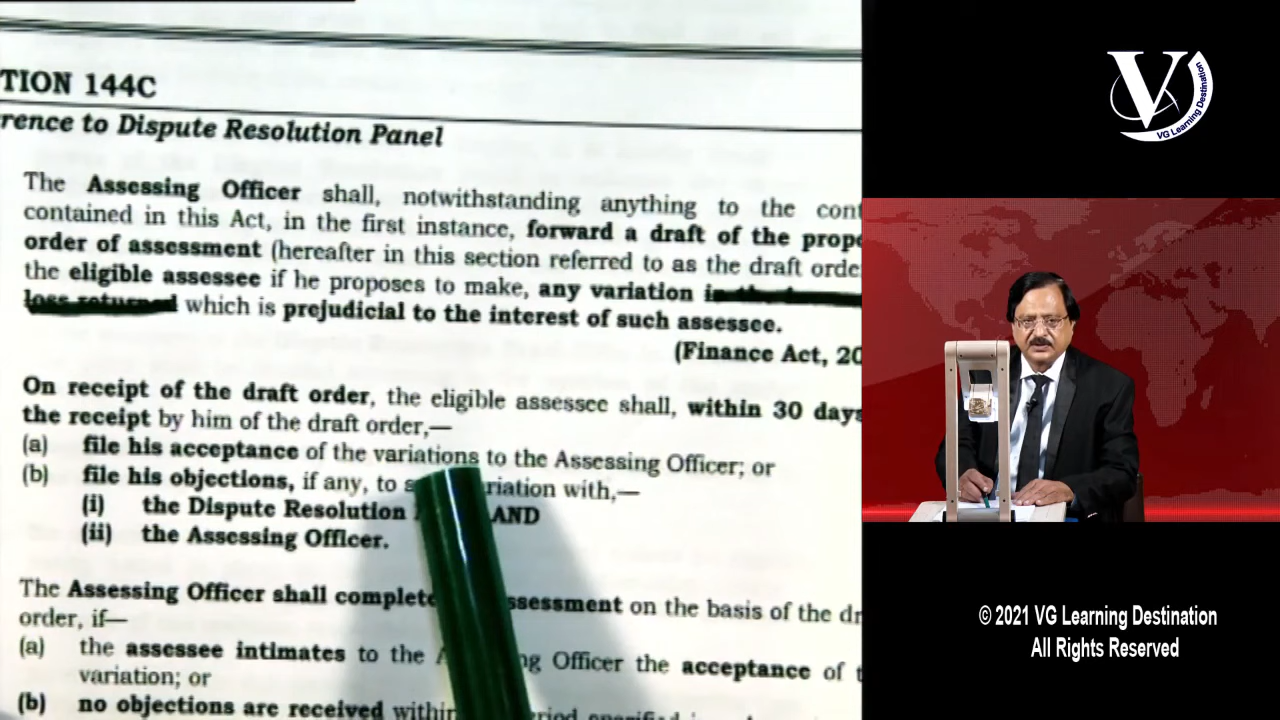 TION 144C
rence to Dispute Resolution Panel
The Assessing Officer shall, notwithstanding anything to the cont
contained in this Act, in the first instance, forward a draft of the prope
order of assessment (hereafter in this section referred to as the draft orde
the eligible assessee if he proposes to make, any variation
loss returned which is prejudicial to the interest of such assessee.
(Finance Act, 20
On receipt of the draft order, the eligible assessee shall, within 30 days
the receipt by him of the draft order,—
(a) file his acceptance of the variations to the Assessing Officer; or
(b) file his objections, if any, to riation with,—
(i) the Dispute Resolution AND
(ii) the Assessing Officer.
The Assessing Officer shall complete ssessment on the basis of the dr
order, if—
(a) the assessee intimates to the ng Officer the acceptance of t
variation; or
(b) no objections are received within
V
VG Learning Destination
© 2021 VG Learning Destination
All Rights Reserved